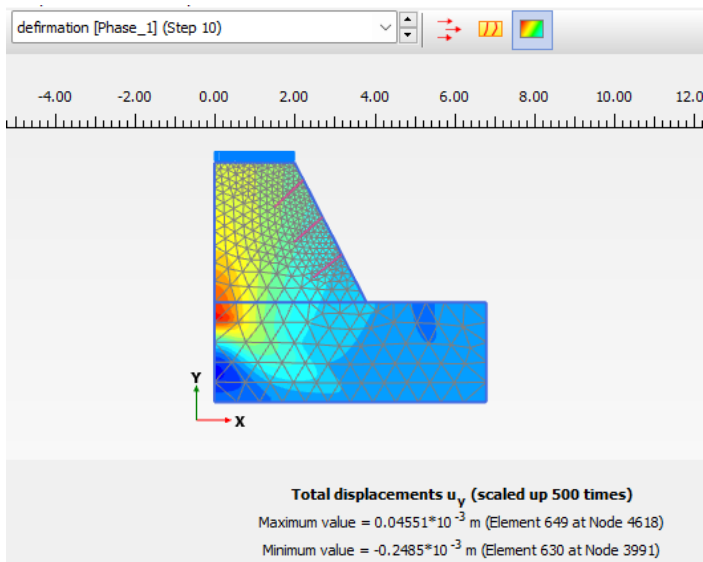 defirmation [Phase_1] (Step 10)
-4.00 -2.00 0.00 2.00 4.00 6.00 8.00 10.00 12.0
Y
X
Total displacements uy (scaled up 500 times)
Maximum value = 0.04551*10 -3 m (Element 649 at Node 4618)
Minimum value = -0.2485*10 -3 m (Element 630 at Node 3991)